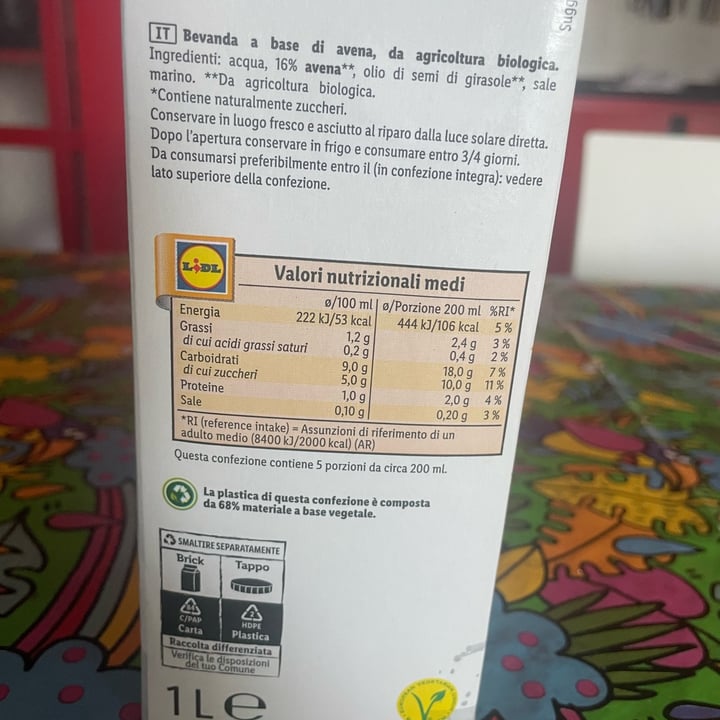 IT Bevanda a base di avena, da agricoltura biologica.
Ingredienti: acqua, 16% avena**, olio di semi di girasole**, sale
marino. **Da agricoltura biologica.
*Contiene naturalmente zuccheri.
Conservare in luogo fresco e asciutto al riparo dalla luce solare diretta.
Dopo l'apertura conservare in frigo e consumare entro 3/4 giorni.
Da consumarsi preferibilmente entro il (in confezione integra): vedere
lato superiore della confezione.
LIDL
Valori nutrizionali medi
ø/100 ml ø/Porzione 200 ml %RI*
Energia 222 kJ/53 kcal 444 kJ/106 kcal 5 %
Grassi 1,2 g 2,4 g 3 %
di cui acidi grassi saturi 0,2 g 0,4 g 2 %
Carboidrati 9,0 g 18,0 g 7 %
di cui zuccheri 5,0 g 10,0 g 11 %
Proteine 1,0 g 2,0 g 4 %
Sale 0,10 g 0,20 g 3 %
*RI (reference intake) = Assunzioni di riferimento di un
adulto medio (8400 kJ/2000 kcal) (AR)
Questa confezione contiene 5 porzioni da circa 200 ml.
La plastica di questa confezione è composta
da 68% materiale a base vegetale.
SMALTIRE SEPARATAMENTE
Brick Tappo
84 2
C/PAP HDPE
Carta Plastica
Raccolta differenziata
Verifica le disposizioni
del tuo Comune
1L e